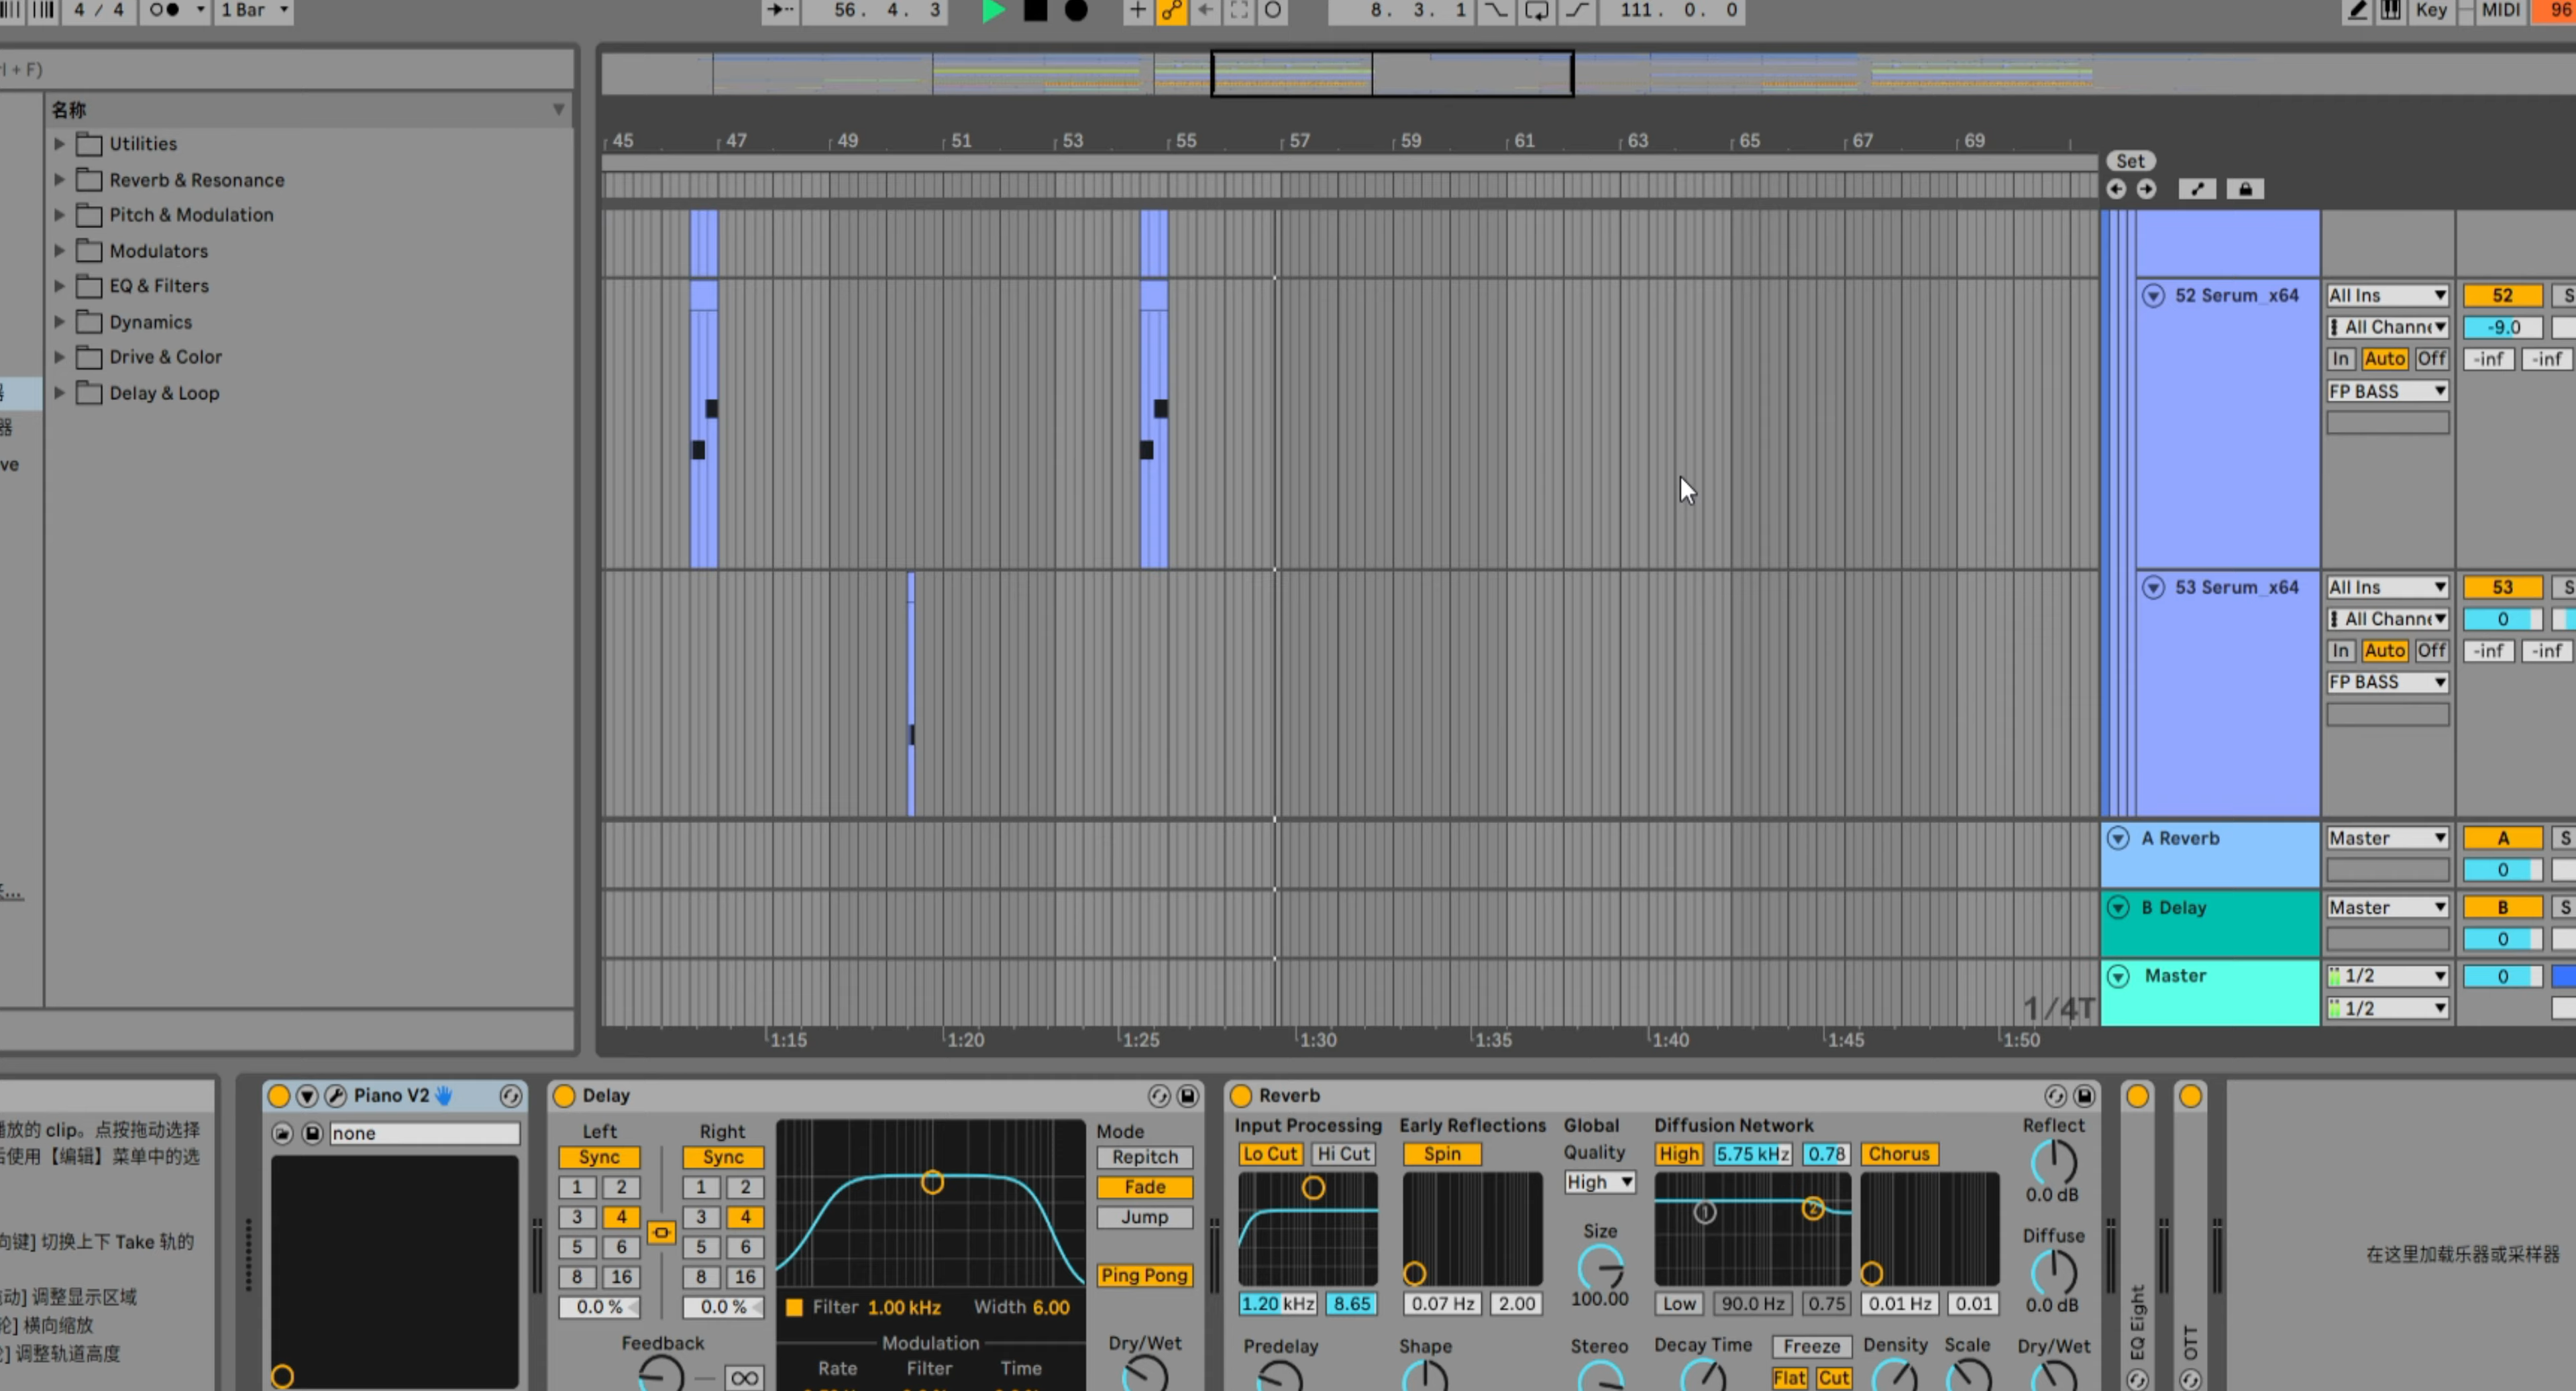 4 / 4 1 Bar 56. 4. 3 8. 3. 1 111. 0. 0 Key MIDI 96
+ F)
名称
Utilities
Reverb & Resonance
Pitch & Modulation
Modulators
EQ & Filters
Dynamics
Drive & Color
Delay & Loop
器
ve
45 47 49 51 53 55 57 59 61 63 65 67 69
Set
52 Serum_x64 All Ins 52 S
All Channe -9.0
In Auto Off -inf -inf
FP BASS
53 Serum_x64 All Ins 53 S
All Channe 0
In Auto Off -inf -inf
FP BASS
A Reverb Master A S
0
B Delay Master B S
0
Master 1/2 0
1/4T 1/2
1:15 1:20 1:25 1:30 1:35 1:40 1:45 1:50
播放的 clip。点按拖动选择
后使用【编辑】菜单中的选
向键] 切换上下 Take 轨的
动] 调整显示区域
轮] 横向缩放
] 调整轨道高度
Piano V2
none
Delay
Left Right Mode
Sync Sync Repitch
1 2 1 2 Fade
3 4 3 4 Jump
5 6 5 6
8 16 8 16 Ping Pong
0.0 % 0.0 % Filter 1.00 kHz Width 6.00
Feedback Modulation Dry/Wet
Rate Filter Time
Reverb
Input Processing Early Reflections Global Diffusion Network Reflect
Lo Cut Hi Cut Spin Quality High 5.75 kHz 0.78 Chorus
High
1 2
0.0 dB
Size Diffuse
1.20 kHz 8.65 0.07 Hz 2.00 100.00 Low 90.0 Hz 0.75 0.01 Hz 0.01 0.0 dB
Predelay Shape Stereo Decay Time Freeze Density Scale Dry/Wet
Flat Cut
EQ Eight
OTT
在这里加载乐器或采样器